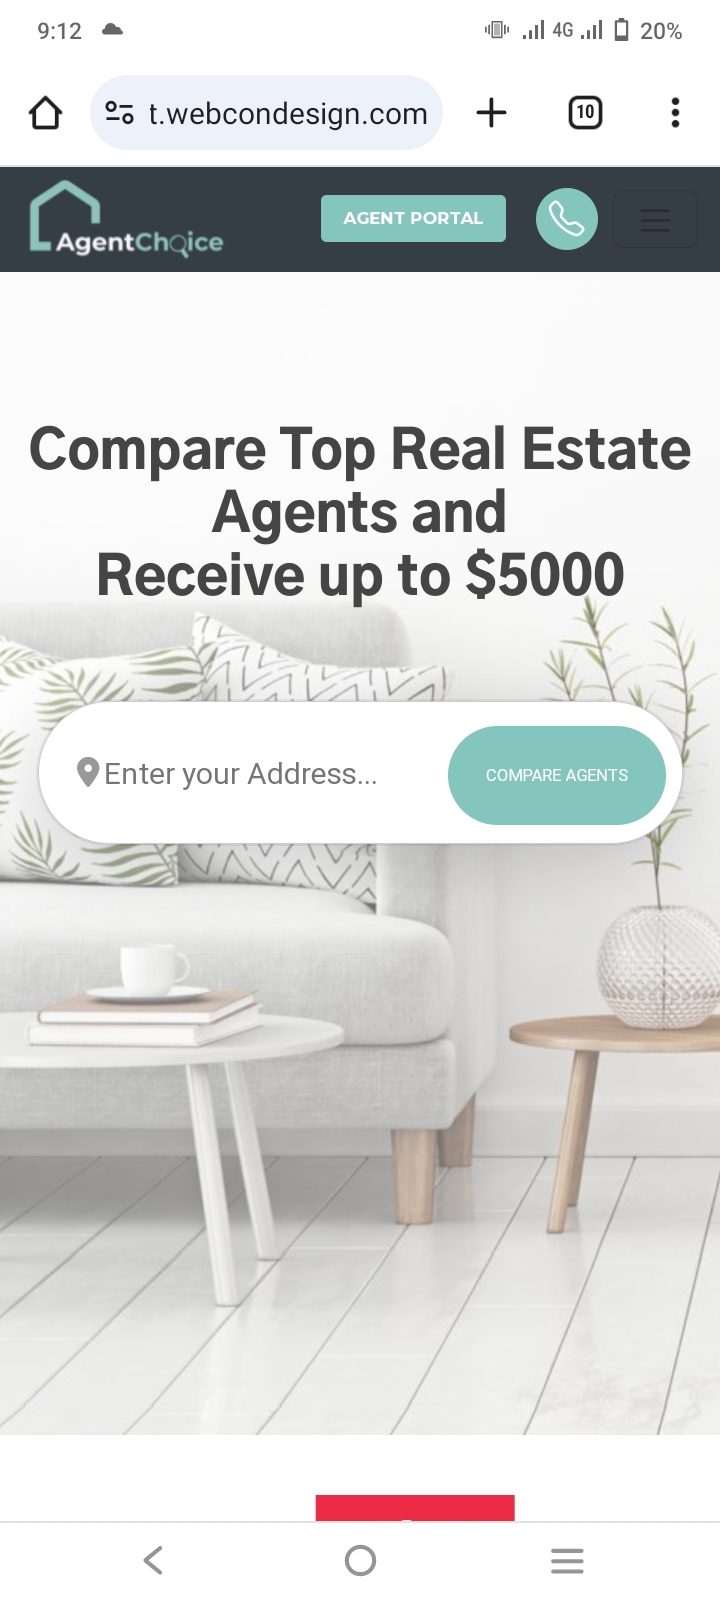 9:12
4G
20%
t.webcondesign.com
10
AgentChoice
AGENT PORTAL
Compare Top Real Estate
Agents and
Receive up to $5000
Enter your Address...
COMPARE AGENTS